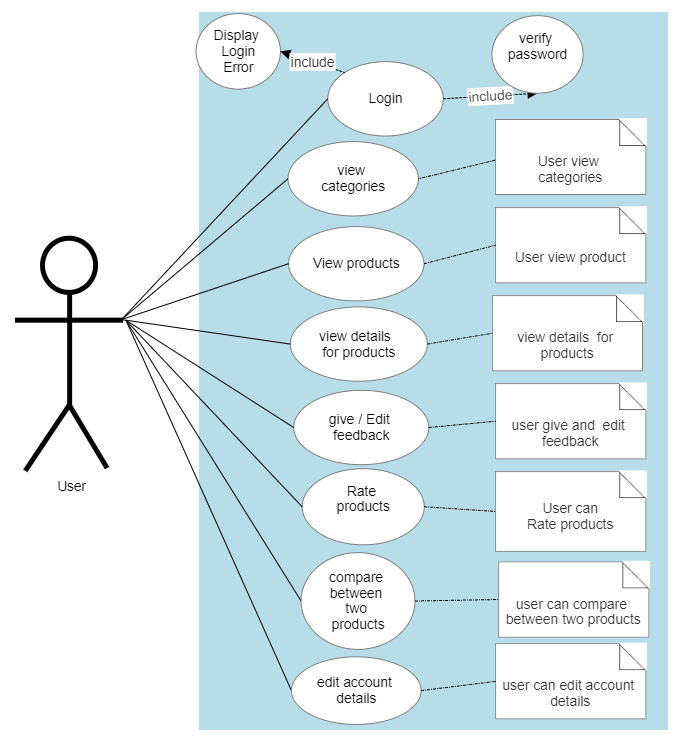 Display
Login
Error
include
verify
password
Login
include
view
categories
User view
categories
View products
User view product
view details
for products
view details for
products
give / Edit
feedback
user give and edit
feedback
Rate
products
User can
Rate products
User
compare
between
two
products
user can compare
between two products
edit account
details
user can edit account
details